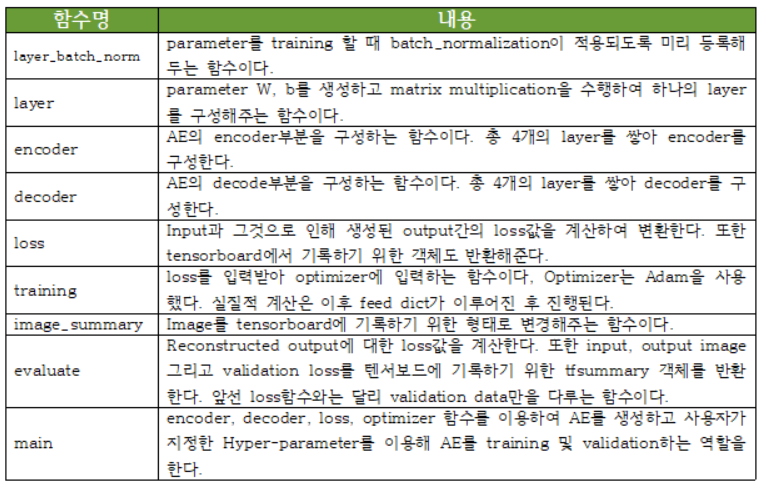 함수명 내용
layer_batch_norm parameter를 training 할 때 batch_normalization이 적용되도록 미리 등록해
두는 함수이다.
layer parameter W, b를 생성하고 matrix multiplication을 수행하여 하나의 layer
를 구성해주는 함수이다.
encoder AE의 encoder부분을 구성하는 함수이다. 총 4개의 layer를 쌓아 encoder를
구성한다.
decoder AE의 decode부분을 구성하는 함수이다. 총 4개의 layer를 쌓아 decoder를 구
성한다.
loss Input과 그것으로 인해 생성된 output간의 loss값을 계산하여 변환한다. 또한
tensorboard에서 기록하기 위한 객체도 반환해준다.
training loss를 입력받아 optimizer에 입력하는 함수이다, Optimizer는 Adam을 사용
했다. 실질적 계산은 이후 feed dict가 이루어진 후 진행된다.
image_summary Image를 tensorboard에 기록하기 위한 형태로 변경해주는 함수이다.
evaluate Reconstructed output에 대한 loss값을 계산한다. 또한 input, output image
그리고 validation loss를 텐서보드에 기록하기 위한 tfsummary 객체를 반환
한다. 앞선 loss함수와는 달리 validation data만을 다루는 함수이다.
main encoder, decoder, loss, optimizer 함수를 이용하여 AE를 생성하고 사용자가
지정한 Hyper-parameter를 이용해 AE를 training 및 validation하는 역할을
한다.